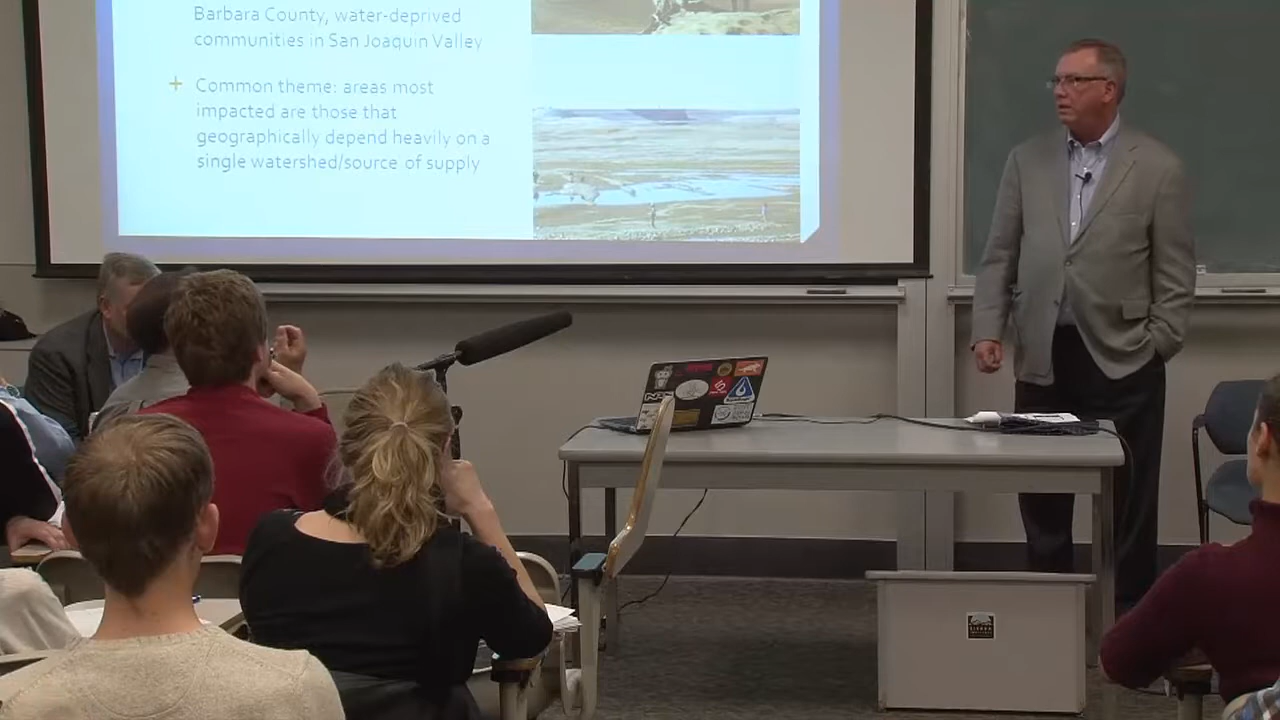 Barbara County, water-deprived
communities in San Joaquin Valley
+ Common theme: areas most
impacted are those that
geographically depend heavily on a
single watershed/source of supply